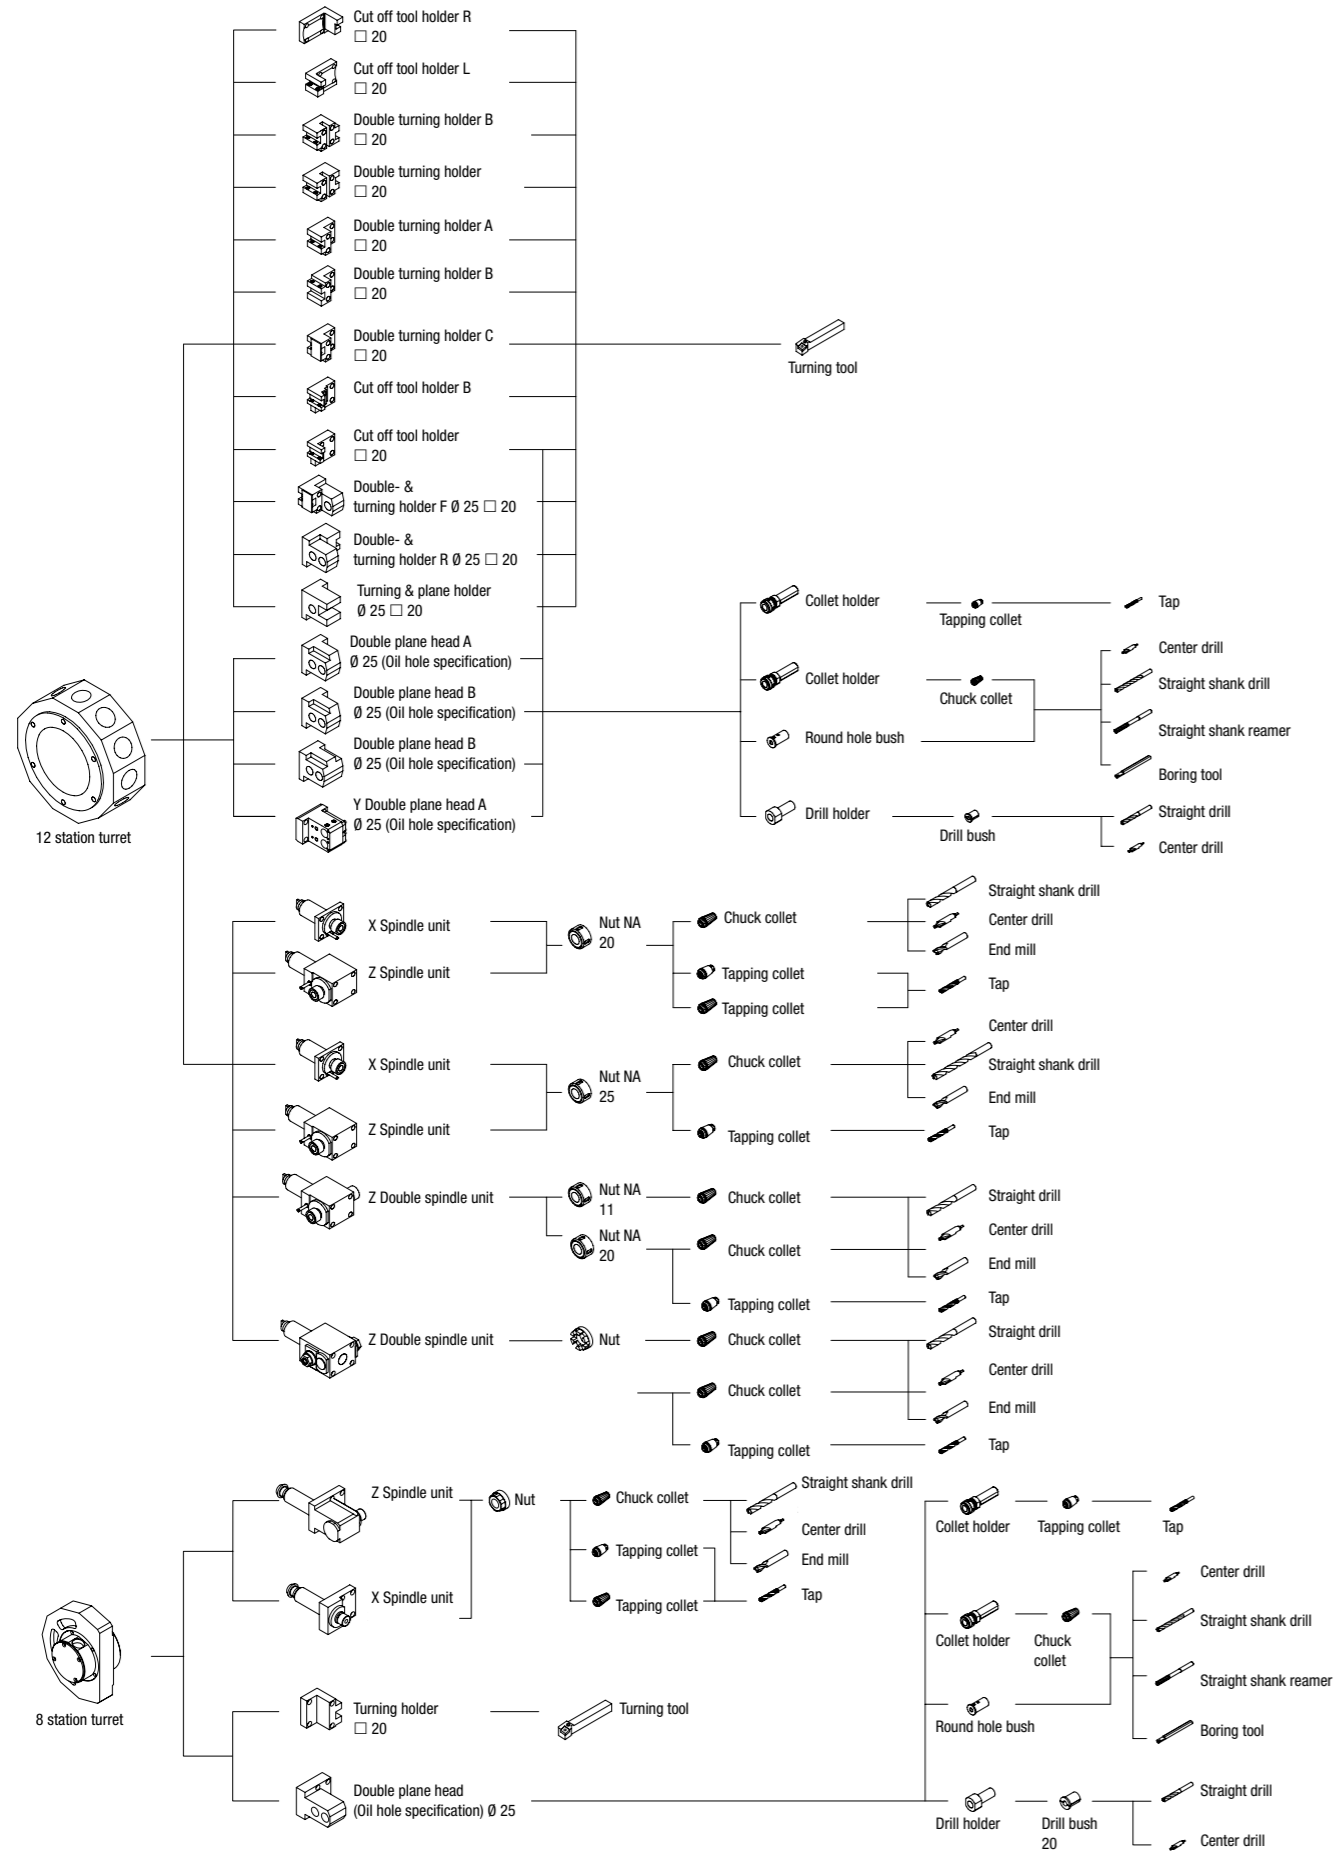 Cut off tool holder R
□ 20
Cut off tool holder L
□ 20
Double turning holder B
□ 20
Double turning holder
□ 20
Double turning holder A
□ 20
Double turning holder B
□ 20
Double turning holder C
□ 20
Turning tool
Cut off tool holder B
Cut off tool holder
□ 20
Double- &
turning holder F Ø 25 □ 20
Double- &
turning holder R Ø 25 □ 20
Turning & plane holder
Ø 25 □ 20
Double plane head A
Ø 25 (Oil hole specification)
Double plane head B
Ø 25 (Oil hole specification)
Double plane head B
Ø 25 (Oil hole specification)
Y Double plane head A
Ø 25 (Oil hole specification)
12 station turret
Collet holder
Tapping collet
Tap
Collet holder
Chuck collet
Round hole bush
Center drill
Straight shank drill
Straight shank reamer
Boring tool
Drill holder
Drill bush
Straight drill
Center drill
X Spindle unit
Z Spindle unit
Nut NA
20
Chuck collet
Tapping collet
Tapping collet
Straight shank drill
Center drill
End mill
Tap
X Spindle unit
Z Spindle unit
Nut NA
25
Chuck collet
Tapping collet
Center drill
Straight shank drill
End mill
Tap
Z Double spindle unit
Nut NA
11
Nut NA
20
Chuck collet
Chuck collet
Tapping collet
Straight drill
Center drill
End mill
Tap
Z Double spindle unit
Nut
Chuck collet
Chuck collet
Tapping collet
Straight drill
Center drill
End mill
Tap
8 station turret
Z Spindle unit
X Spindle unit
Nut
Chuck collet
Tapping collet
Tapping collet
Straight shank drill
Center drill
End mill
Tap
Turning holder
□ 20
Turning tool
Double plane head
(Oil hole specification) Ø 25
Collet holder
Tapping collet
Tap
Collet holder
Chuck
collet
Round hole bush
Center drill
Straight shank drill
Straight shank reamer
Boring tool
Drill holder
Drill bush
20
Straight drill
Center drill